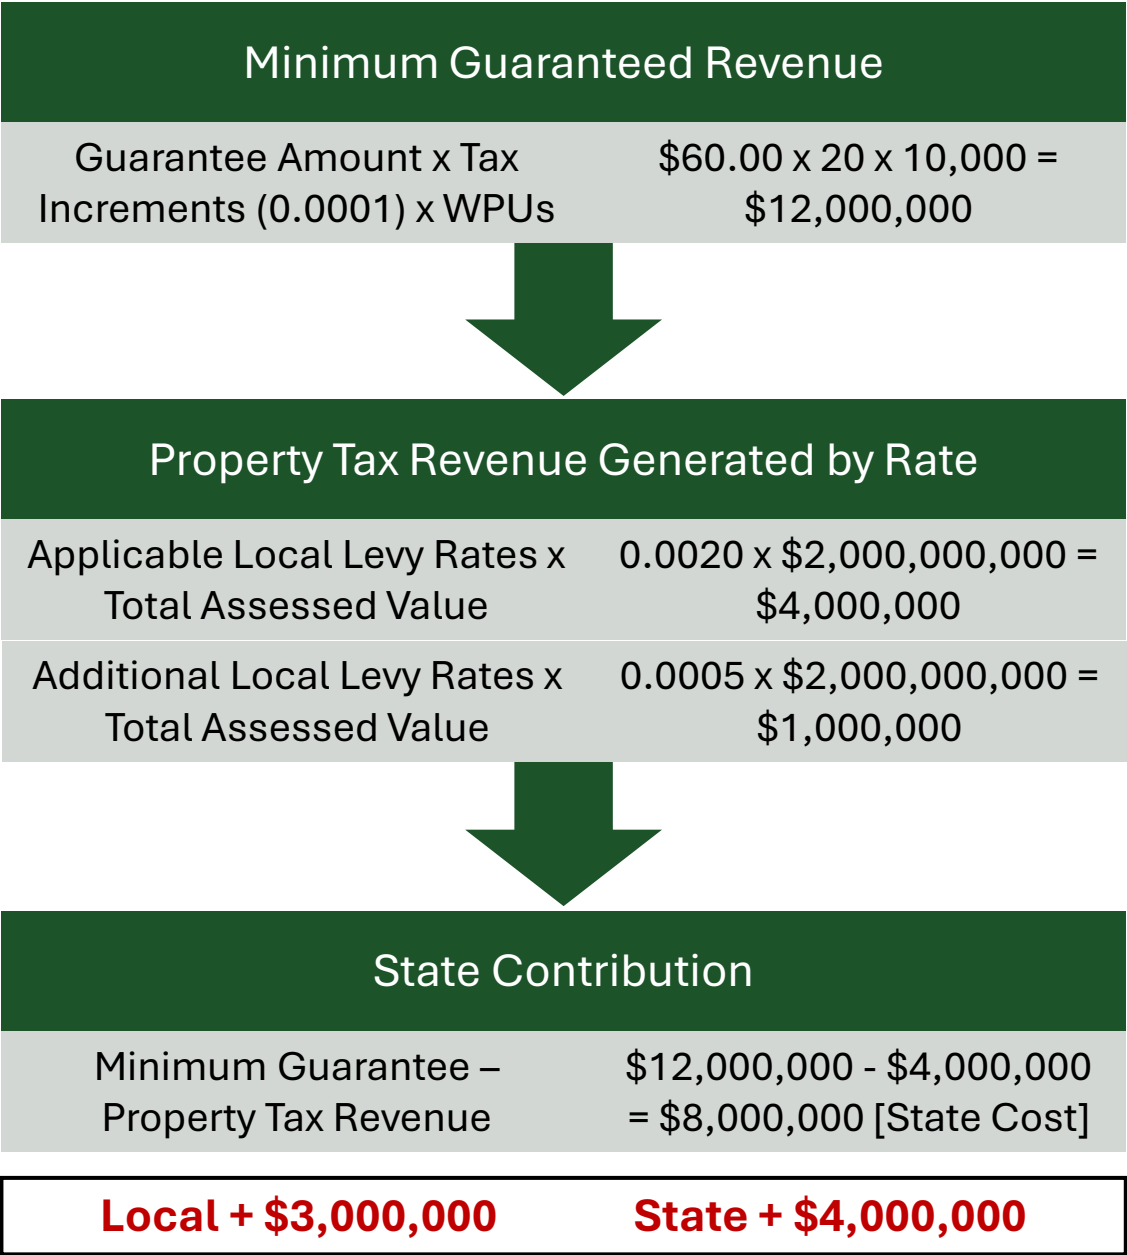 Minimum Guaranteed Revenue
Guarantee Amount x Tax
Increments (0.0001) x WPUs
$60.00 x 20 x 10,000 =
$12,000,000
Property Tax Revenue Generated by Rate
Applicable Local Levy Rates x
Total Assessed Value
0.0020 x $2,000,000,000 =
$4,000,000
Additional Local Levy Rates x
Total Assessed Value
0.0005 x $2,000,000,000 =
$1,000,000
State Contribution
Minimum Guarantee –
Property Tax Revenue
$12,000,000 - $4,000,000
= $8,000,000 [State Cost]
Local + $3,000,000
State + $4,000,000